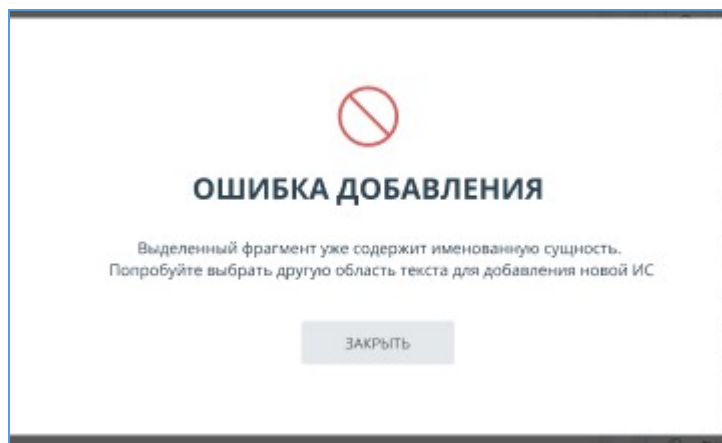 ОШИБКА ДОБАВЛЕНИЯ
Выделенный фрагмент уже содержит именованную сущность.
Попробуйте выбрать другую область текста для добавления новой ИС
ЗАКРЫТЬ